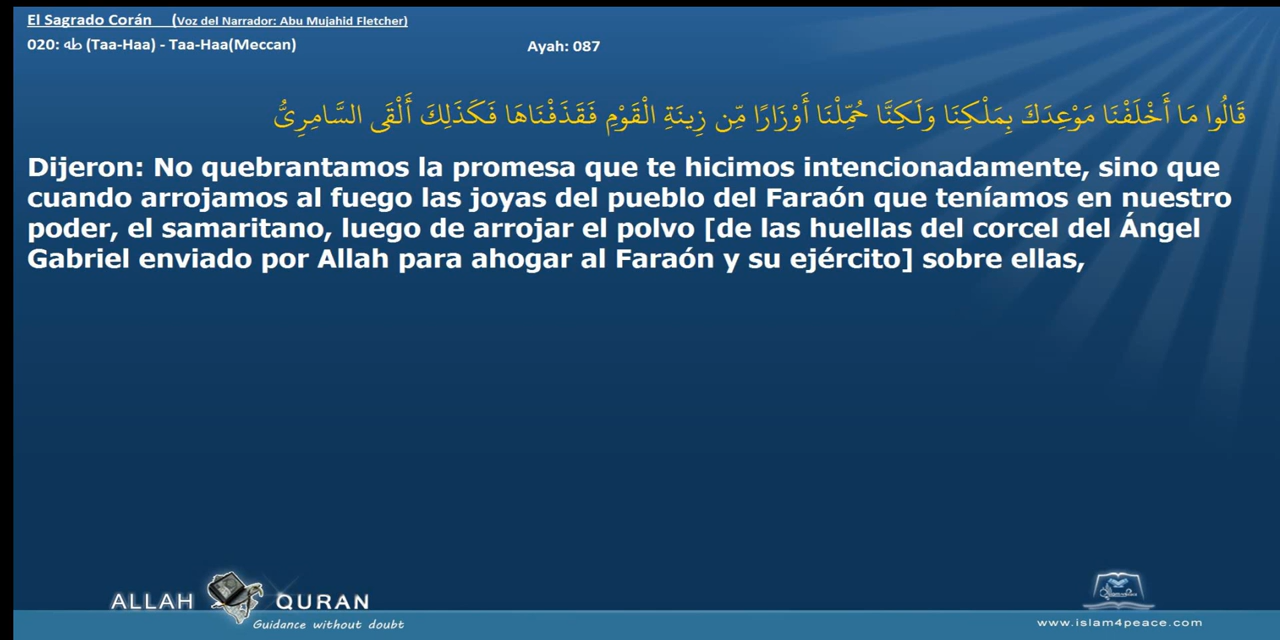 El Sagrado Corán (Voz del Narrador: Abu Mujahid Fletcher)
020: طه (Taa-Haa) - Taa-Haa(Meccan) Ayah: 087
قَالُوا مَا أَخْلَفْنَا مَوْعِدَكَ بِمَلْكِنَا وَلَكِنَّا حُمِّلْنَا أَوْزَارًا مِّن زِينَةِ الْقَوْمِ فَقَذَفْنَاهَا فَكَذَلِكَ أَلْقَى السَّامِرِيُّ
Dijeron: No quebrantamos la promesa que te hicimos intencionadamente, sino que
cuando arrojamos al fuego las joyas del pueblo del Faraón que teníamos en nuestro
poder, el samaritano, luego de arrojar el polvo [de las huellas del corcel del Ángel
Gabriel enviado por Allah para ahogar al Faraón y su ejército] sobre ellas,
ALLAH QURAN
Guidance without doubt
www.islam4peace.com